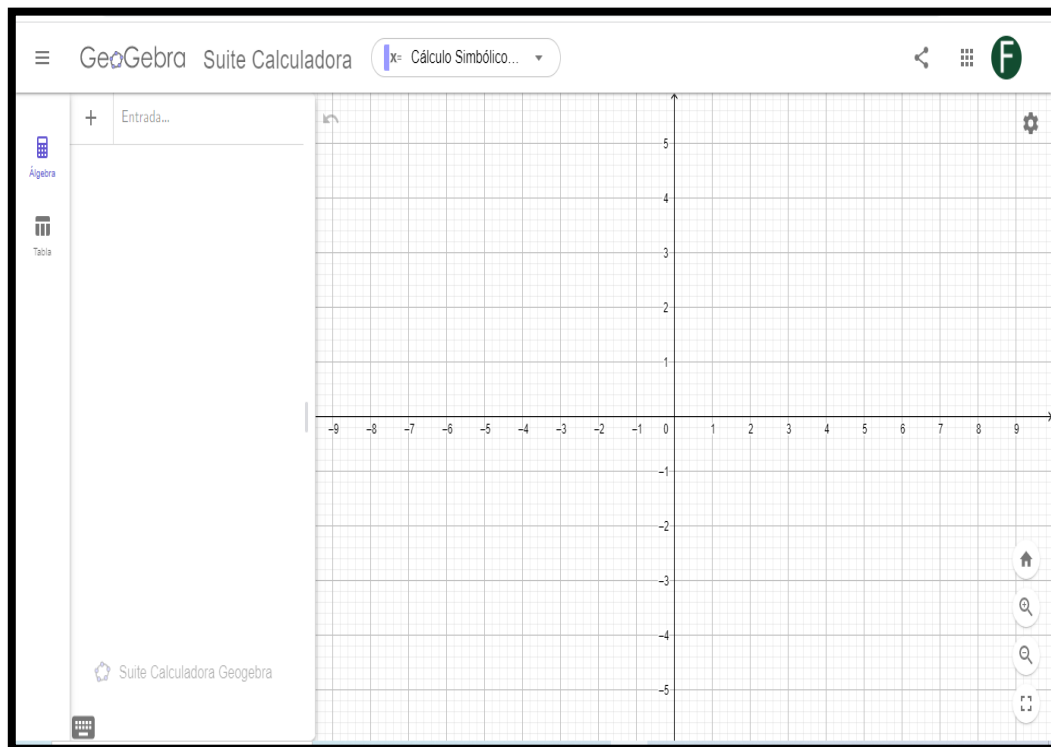 GeoGebra Suite Calculadora x= Cálculo Simbólico... F
+ Entrada...
Álgebra
Tabla
5
4
3
2
1
−9 −8 −7 −6 −5 −4 −3 −2 −1 0 1 2 3 4 5 6 7 8 9
−1
−2
−3
−4
−5
Suite Calculadora Geogebra